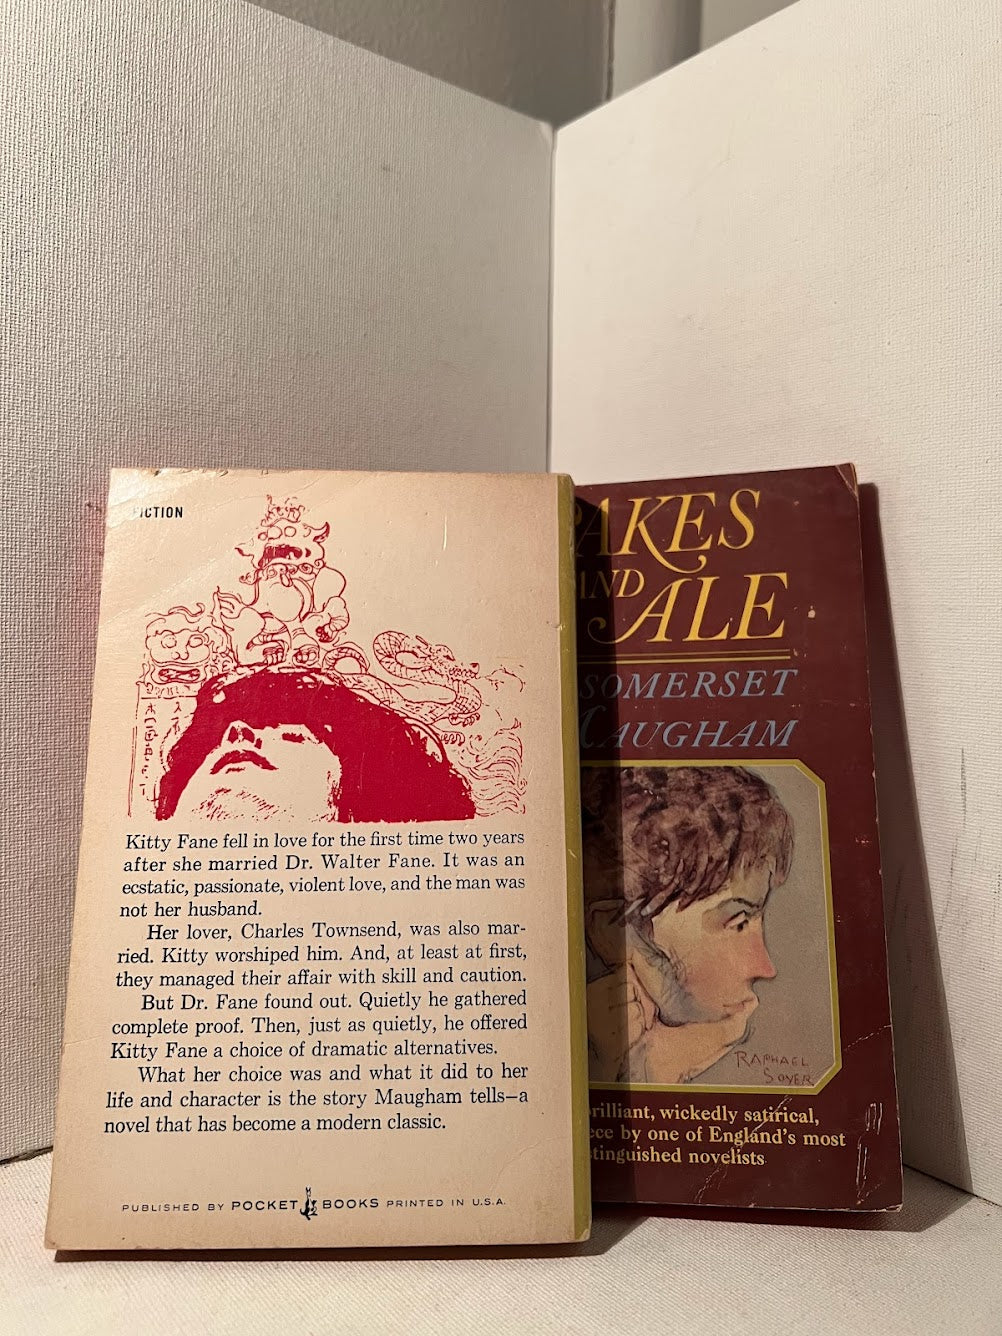 FICTION
Kitty Fane fell in love for the first time two years
after she married Dr. Walter Fane. It was an
ecstatic, passionate, violent love, and the man was
not her husband.
Her lover, Charles Townsend, was also mar-
ried. Kitty worshiped him. And, at least at first,
they managed their affair with skill and caution.
But Dr. Fane found out. Quietly he gathered
complete proof. Then, just as quietly, he offered
Kitty Fane a choice of dramatic alternatives.
What her choice was and what it did to her
life and character is the story Maugham tells—a
novel that has become a modern classic.
PUBLISHED BY POCKET BOOKS PRINTED IN U.S.A.
AKES
AND
ALE
SOMERSET
MAUGHAM
RAPHAEL
SOYER
brilliant, wickedly satirical,
ece by one of England's most
stinguished novelists